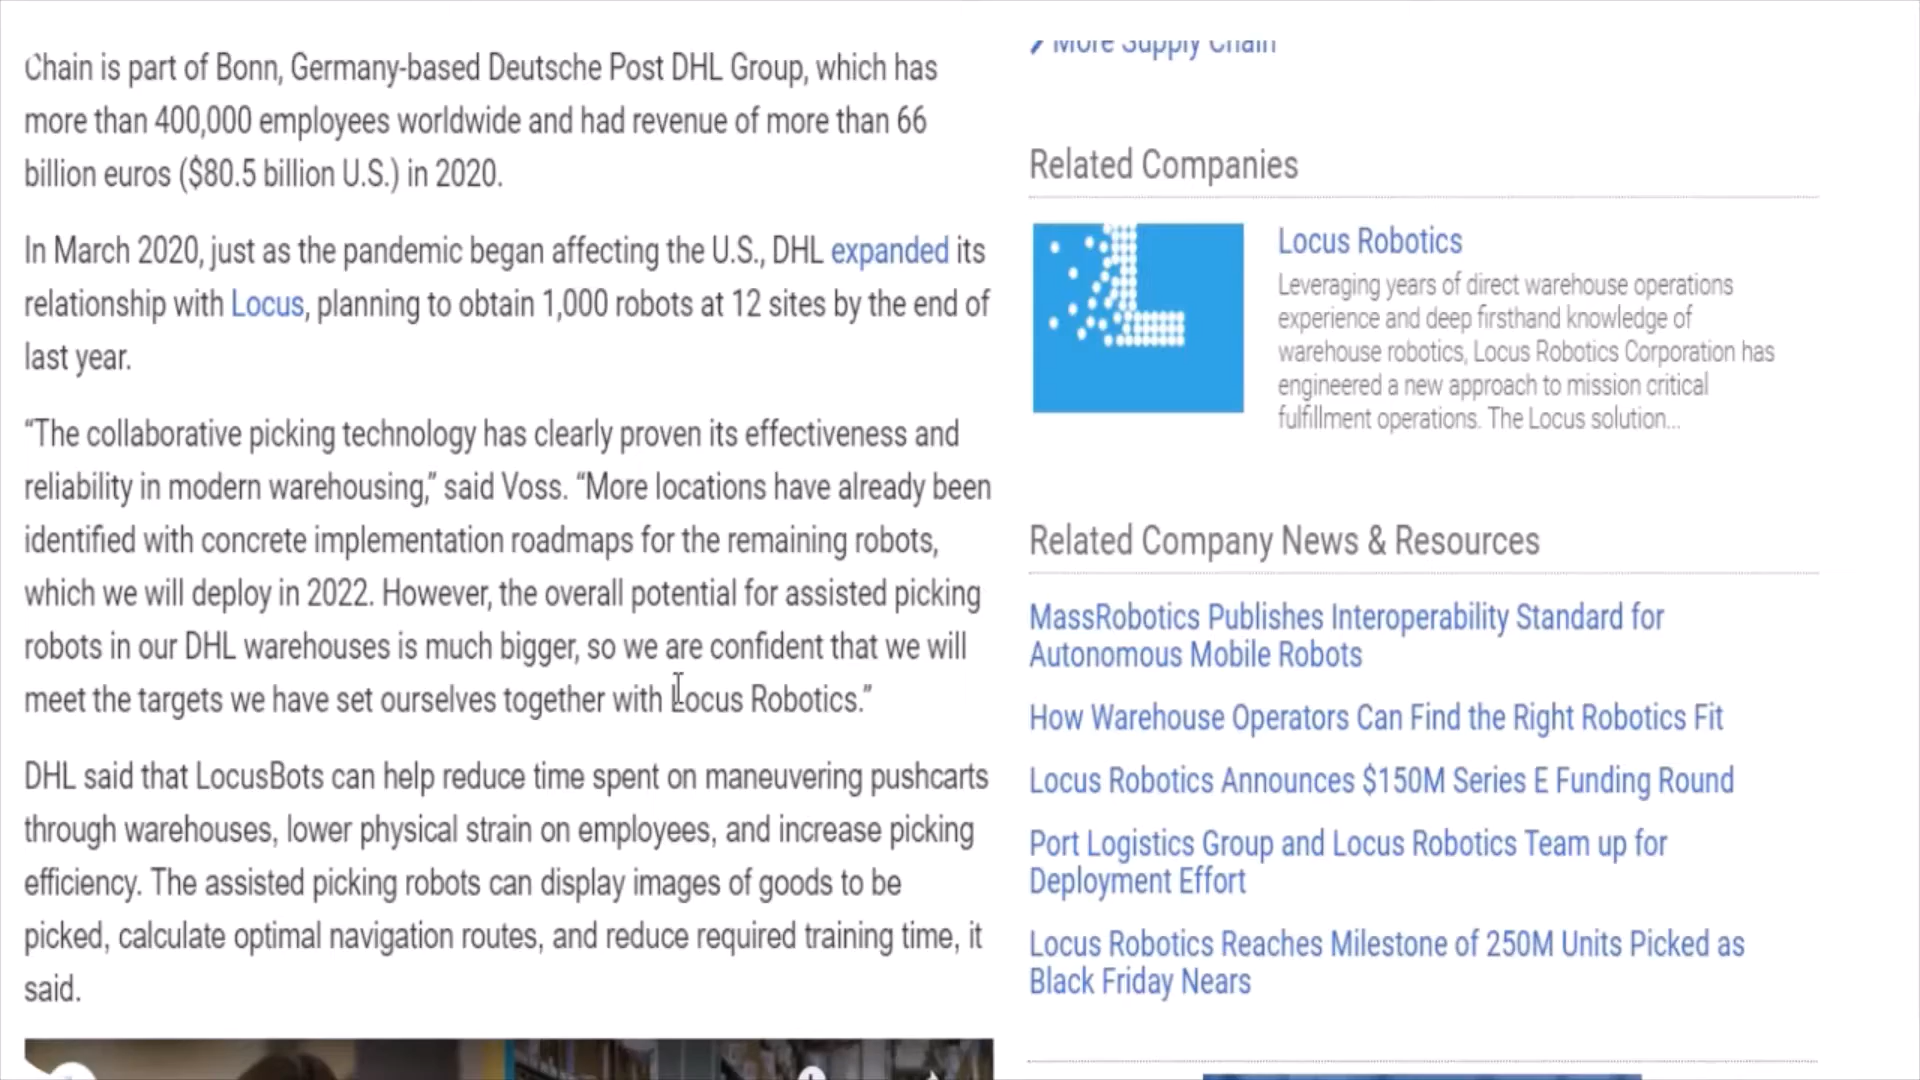 Chain is part of Bonn, Germany-based Deutsche Post DHL Group, which has
more than 400,000 employees worldwide and had revenue of more than 66
billion euros ($80.5 billion U.S.) in 2020.
In March 2020, just as the pandemic began affecting the U.S., DHL expanded its
relationship with Locus, planning to obtain 1,000 robots at 12 sites by the end of
last year.
“The collaborative picking technology has clearly proven its effectiveness and
reliability in modern warehousing,” said Voss. “More locations have already been
identified with concrete implementation roadmaps for the remaining robots,
which we will deploy in 2022. However, the overall potential for assisted picking
robots in our DHL warehouses is much bigger, so we are confident that we will
meet the targets we have set ourselves together with Locus Robotics.”
DHL said that LocusBots can help reduce time spent on maneuvering pushcarts
through warehouses, lower physical strain on employees, and increase picking
efficiency. The assisted picking robots can display images of goods to be
picked, calculate optimal navigation routes, and reduce required training time, it
said.
More Supply Chain
Related Companies
Locus Robotics
Leveraging years of direct warehouse operations
experience and deep firsthand knowledge of
warehouse robotics, Locus Robotics Corporation has
engineered a new approach to mission critical
fulfillment operations. The Locus solution...
Related Company News & Resources
MassRobotics Publishes Interoperability Standard for
Autonomous Mobile Robots
How Warehouse Operators Can Find the Right Robotics Fit
Locus Robotics Announces $150M Series E Funding Round
Port Logistics Group and Locus Robotics Team up for
Deployment Effort
Locus Robotics Reaches Milestone of 250M Units Picked as
Black Friday Nears